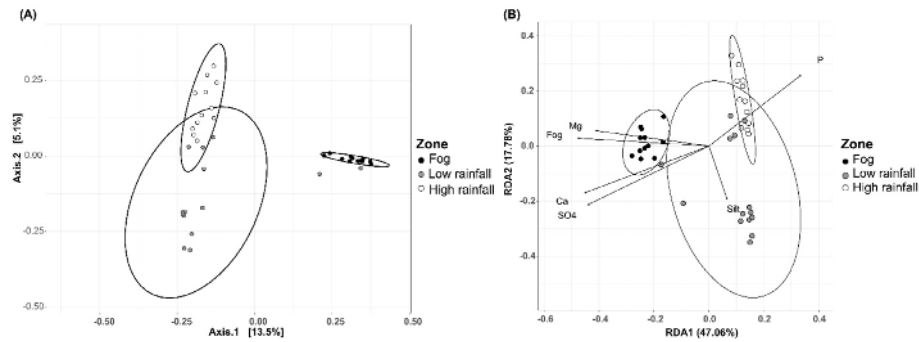 (A)
0.25
0.00
-0.25
-0.50
Axis.2 [5.1%]
-0.50
-0.25
0.00
0.25
0.50
Axis.1 [13.5%]
Zone
Fog
Low rainfall
High rainfall
(B)
0.4
0.2
0.0
-0.2
-0.4
RDA2 (17.78%)
P
Mg
Fog
Ca
SO4
Silt
-0.6
-0.4
-0.2
0.0
0.2
0.4
RDA1 (47.06%)
Zone
Fog
Low rainfall
High rainfall